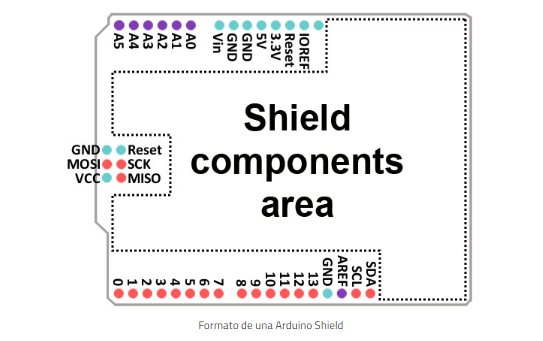 A5 A4 A3 A2 A1 A0 Vin GND GND 5V 3.3V Reset IOREF
Shield
components
area
GND Reset
MOSI SCK
VCC MISO
0 1 2 3 4 5 6 7 8 9 10 11 12 13 GND AREF SCL SDA
Formato de una Arduino Shield